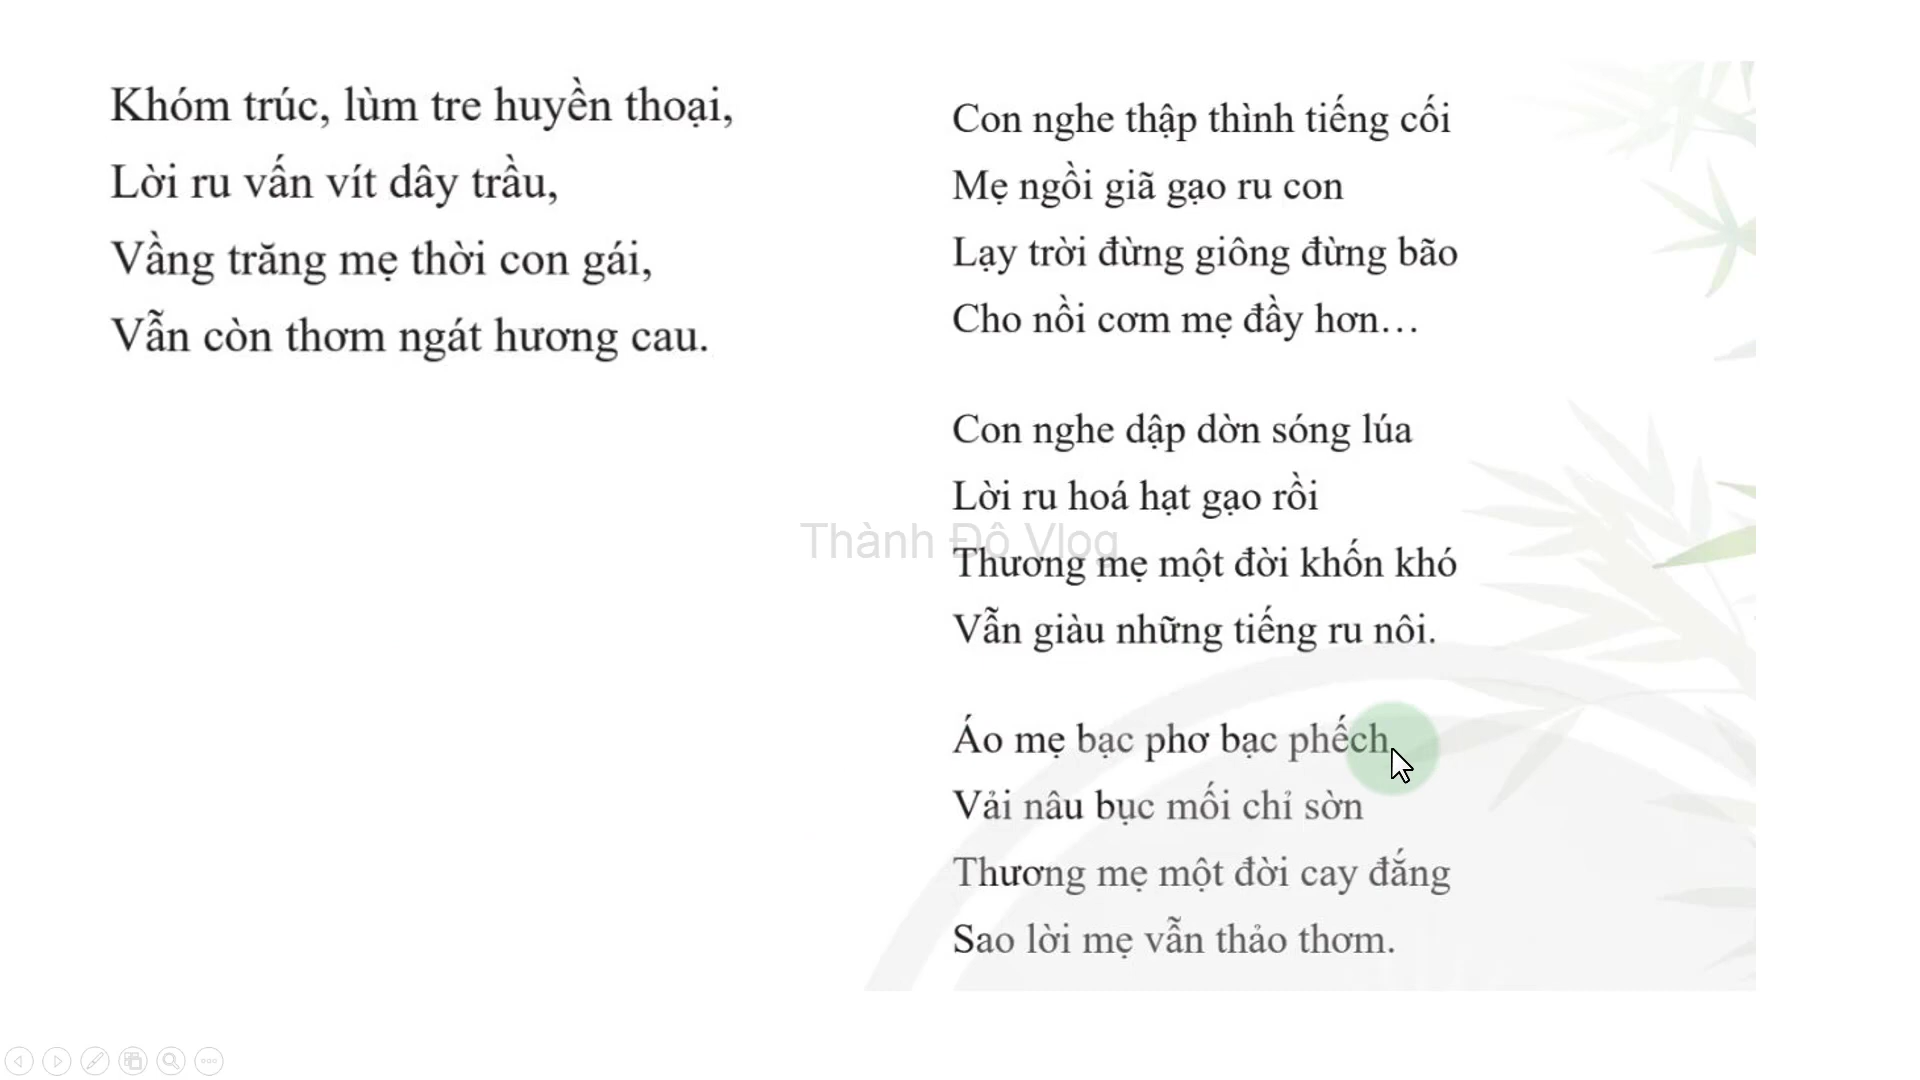 Khóm trúc, lùm tre huyền thoại,
Lời ru vấn vít dây trầu,
Vầng trăng mẹ thời con gái,
Vẫn còn thơm ngát hương cau.
Con nghe thập thình tiếng cối
Mẹ ngồi giã gạo ru con
Lạy trời đừng giông đừng bão
Cho nồi cơm mẹ đầy hơn…
Con nghe dập dờn sóng lúa
Lời ru hoá hạt gạo rồi
Thành Đô Vlog
Thương mẹ một đời khốn khó
Vẫn giàu những tiếng ru nôi.
Áo mẹ bạc phơ bạc phếch
Vải nâu bục mối chỉ sờn
Thương mẹ một đời cay đắng
Sao lời mẹ vẫn thảo thơm.